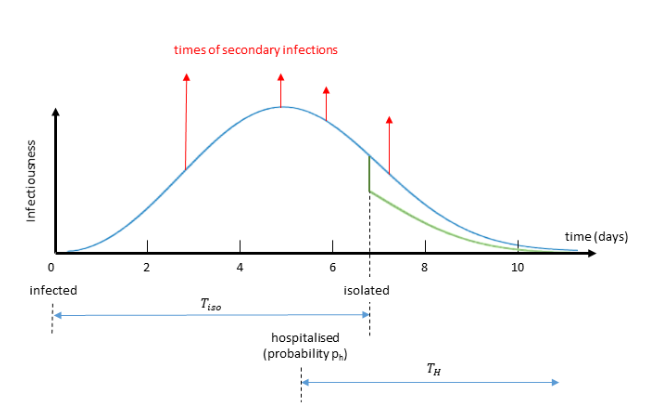 times of secondary infections
Infectiousness
time (days)
0 2 4 6 8 10
infected
isolated
T_iso
hospitalised
(probability pₕ)
T_H